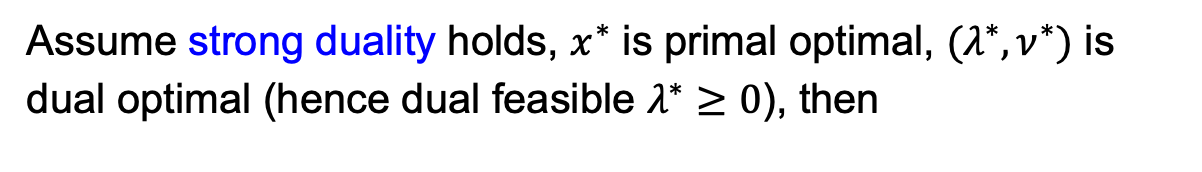 Assume strong duality holds, x* is primal optimal, (λ*, ν*) is
dual optimal (hence dual feasible λ* ≥ 0), then